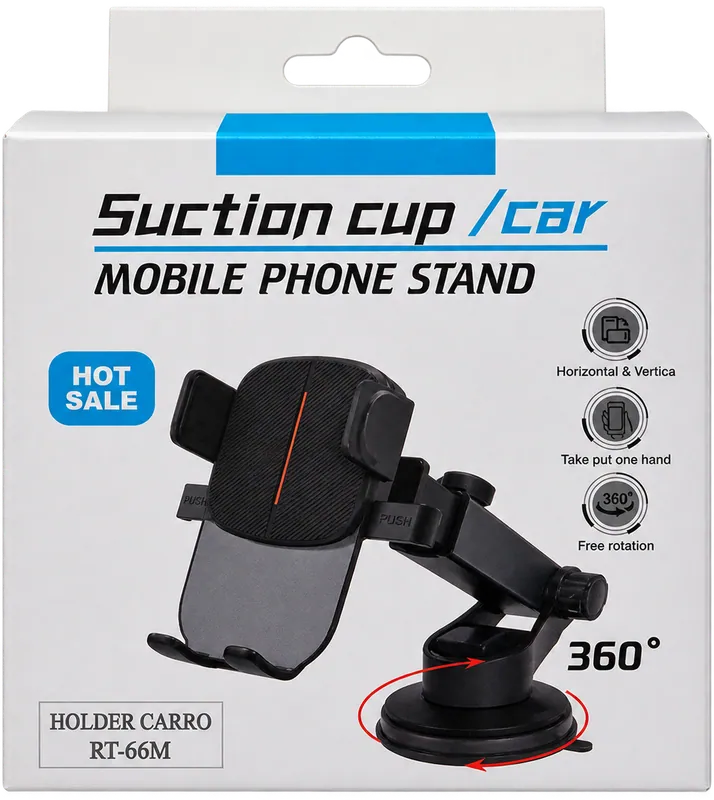 Suction cup /car
MOBILE PHONE STAND
HOT
SALE
Horizontal & Vertica
Take put one hand
360°
Free rotation
PUSH
PUSH
360°
HOLDER CARRO
RT-66M